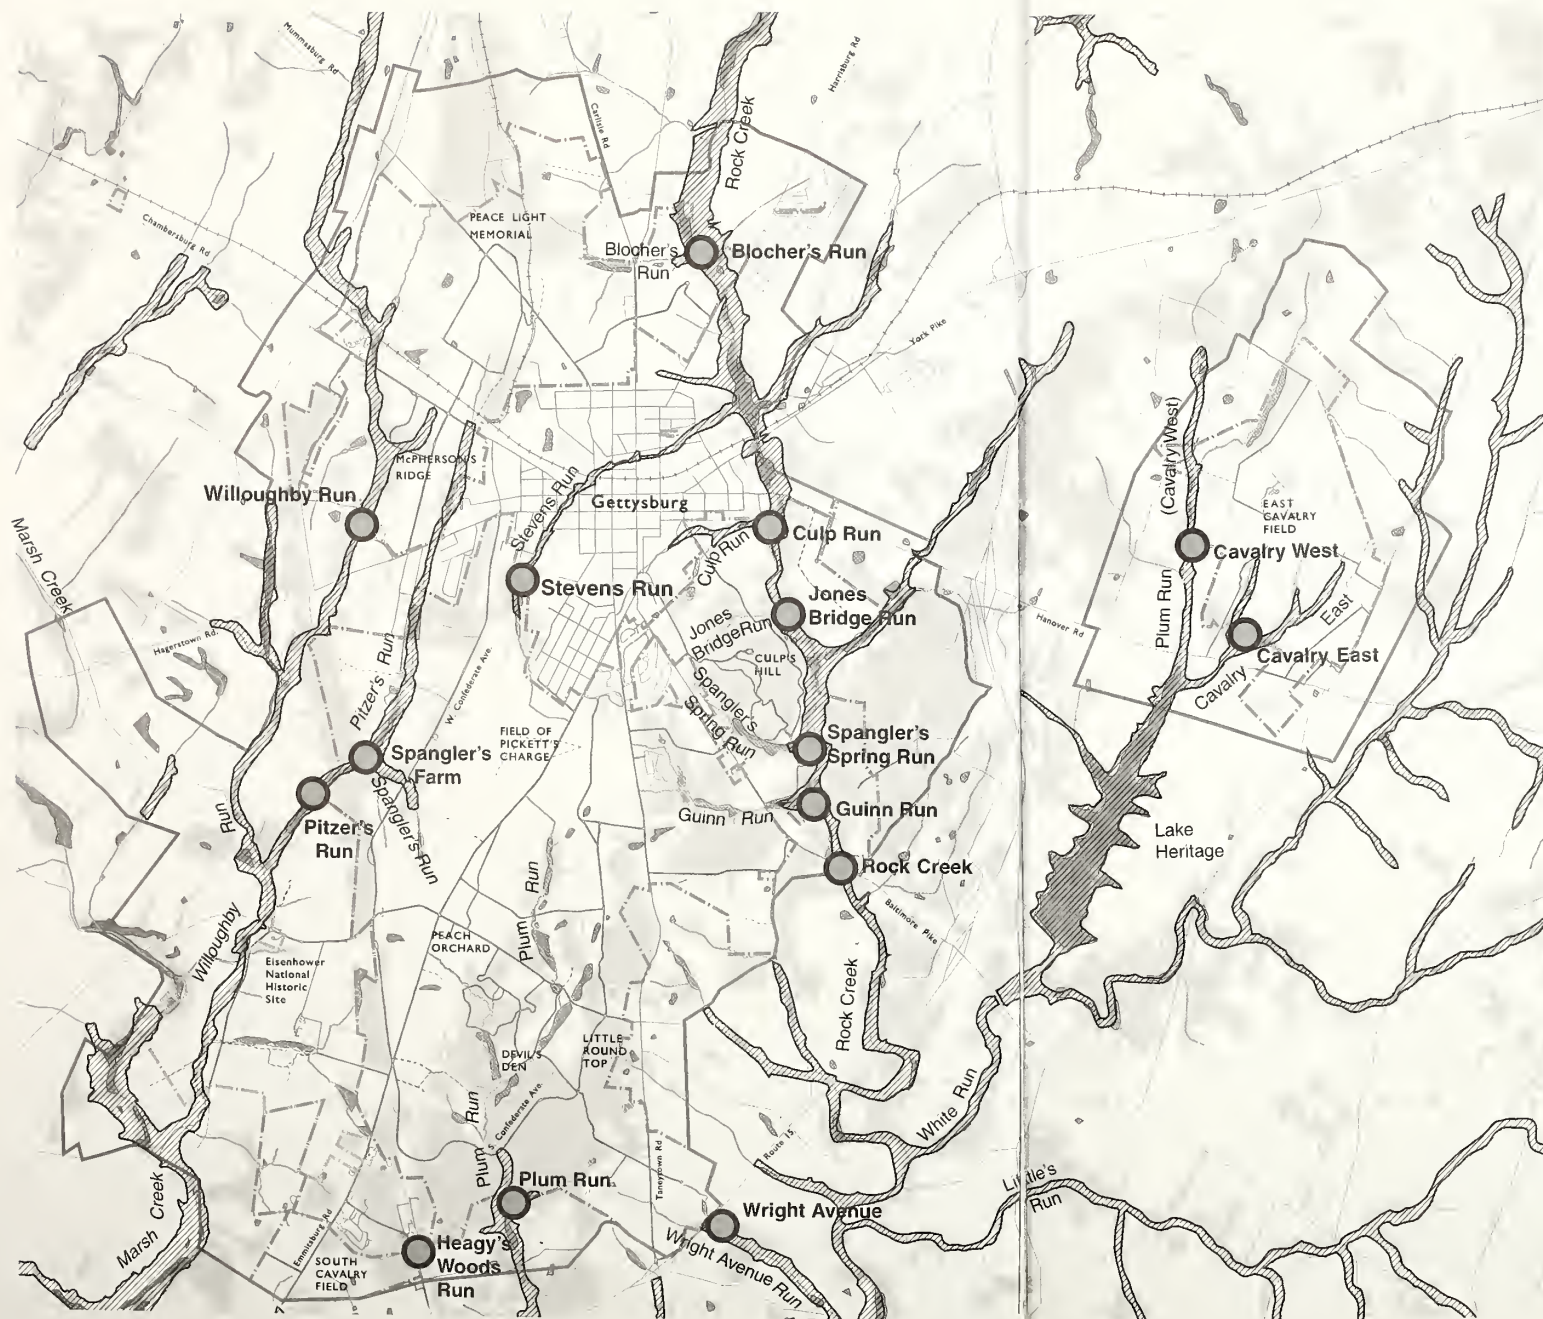 Mummasburg Rd
Harrisburg Rd
Carlisle Rd
Rock Creek
Chambersburg Rd
PEACE LIGHT
MEMORIAL
Blocher's
Run
Blocher's Run
York Pike
(Cavalry West)
McPHERSON'S
RIDGE
Willoughby Run
Gettysburg
Stevens Run
EAST
CAVALRY
FIELD
Marsh Creek
Culp Run
Culp Run
Cavalry West
Stevens Run
Jones
Bridge Run
Jones
Bridge Run
Plum Run
East
Hanover Rd
Hagerstown Rd.
Cavalry East
Cavalry
CULP'S
HILL
Pitzer's Run
W. Confederate Ave.
Spangler's
Spring Run
FIELD OF
PICKETT'S
CHARGE
Spangler's
Farm
Spangler's
Spring Run
Spangler's Run
Guinn Run
Guinn Run
Pitzer's
Run
Run
Lake
Heritage
Rock Creek
Run
Baltimore Pike
Willoughby
PEACH
ORCHARD
Plum
Eisenhower
National
Historic
Site
Rock Creek
DEVIL'S
DEN
LITTLE
ROUND
TOP
Run
S. Confederate Ave.
White Run
Route 15
Plum
Taneytown Rd
Plum Run
Little's
Run
Marsh Creek
Emmitsburg Rd
Wright Avenue
Wright Avenue Run
Heagy's
Woods
Run
SOUTH
CAVALRY
FIELD